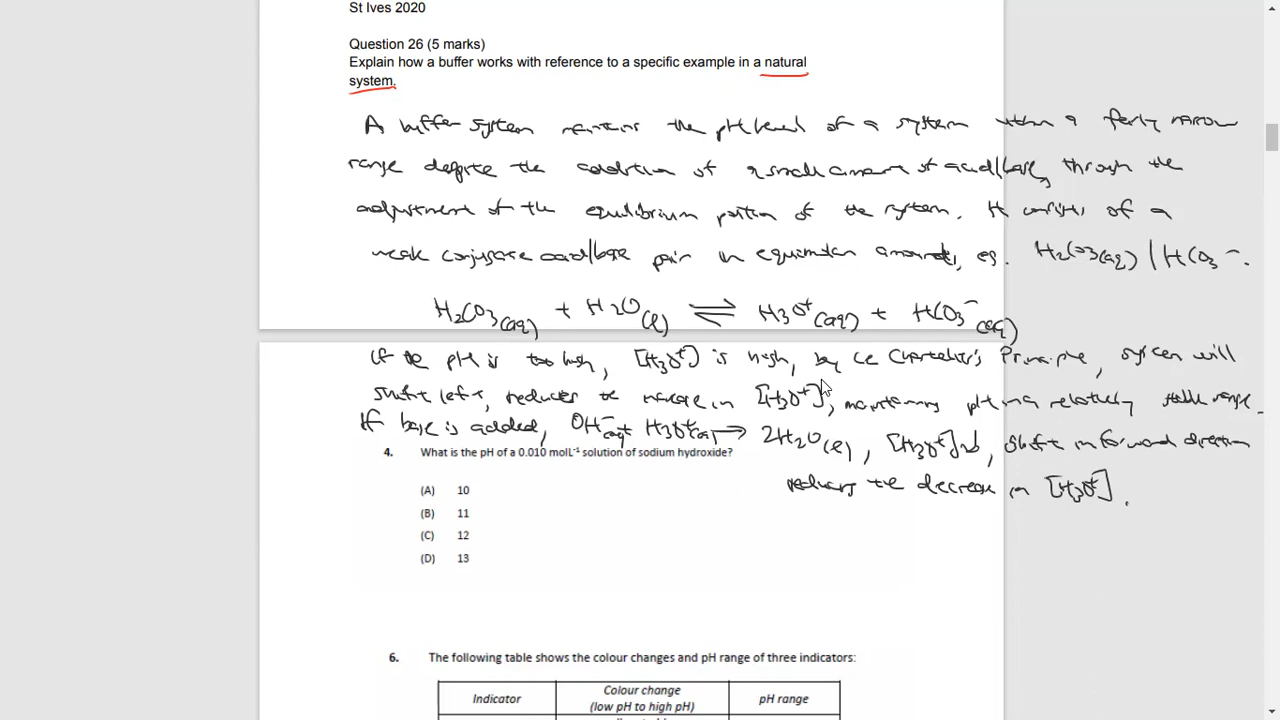 St Ives 2020
Question 26 (5 marks)
Explain how a buffer works with reference to a specific example in a natural
system.
A buffer system maintains the pH level of a system within a fairly narrow
range despite the addition of a small amount of acid/base, through the
adjustment of the equilibrium position of the system. It consists of a
weak conjugate acid/base pair in equimolar amounts, eg. H2CO3(aq) | HCO3⁻.
H2CO3(aq) + H2O(l) ⇌ H3O⁺(aq) + HCO3⁻(aq)
If the pH is too high, [H3O⁺] is high, by Le Chatelier's Principle, system will
shift left, reduces the increase in [H3O⁺], maintaining pH in a relatively stable range.
If base is added, OH⁻(aq) + H3O⁺(aq) → 2H2O(l), [H3O⁺]↓, shift in forward direction
reducing the decrease in [H3O⁺].
4. What is the pH of a 0.010 molL⁻¹ solution of sodium hydroxide?
(A) 10
(B) 11
(C) 12
(D) 13
6. The following table shows the colour changes and pH range of three indicators:
Indicator Colour change (low pH to high pH) pH range